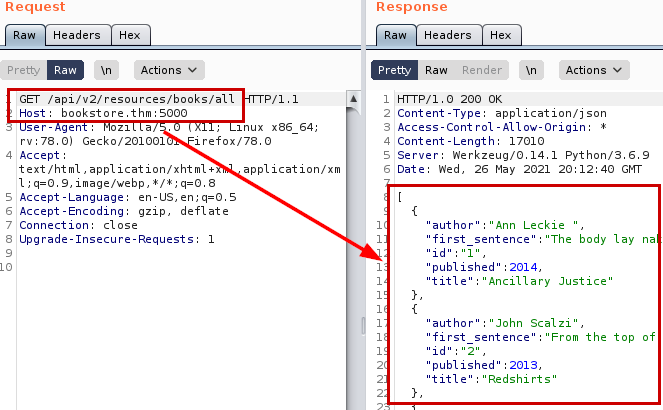 Request
Raw Headers Hex
Pretty Raw \n Actions
1 GET /api/v2/resources/books/all HTTP/1.1
2 Host: bookstore.thm:5000
3 User-Agent: Mozilla/5.0 (X11; Linux x86_64;
rv:78.0) Gecko/20100101 Firefox/78.0
4 Accept:
text/html,application/xhtml+xml,application/xm
l;q=0.9,image/webp,*/*;q=0.8
5 Accept-Language: en-US,en;q=0.5
6 Accept-Encoding: gzip, deflate
7 Connection: close
8 Upgrade-Insecure-Requests: 1
9
10
Response
Raw Headers Hex
Pretty Raw Render \n Actions
1 HTTP/1.0 200 OK
2 Content-Type: application/json
3 Access-Control-Allow-Origin: *
4 Content-Length: 17010
5 Server: Werkzeug/0.14.1 Python/3.6.9
6 Date: Wed, 26 May 2021 20:12:40 GMT
7
8 [
9 {
10 "author":"Ann Leckie ",
11 "first_sentence":"The body lay
12 "id":"1",
13 "published":2014,
14 "title":"Ancillary Justice"
15 },
16 {
17 "author":"John Scalzi",
18 "first_sentence":"From the top of
19 "id":"2",
20 "published":2013,
21 "title":"Redshirts"
22 },
23 {